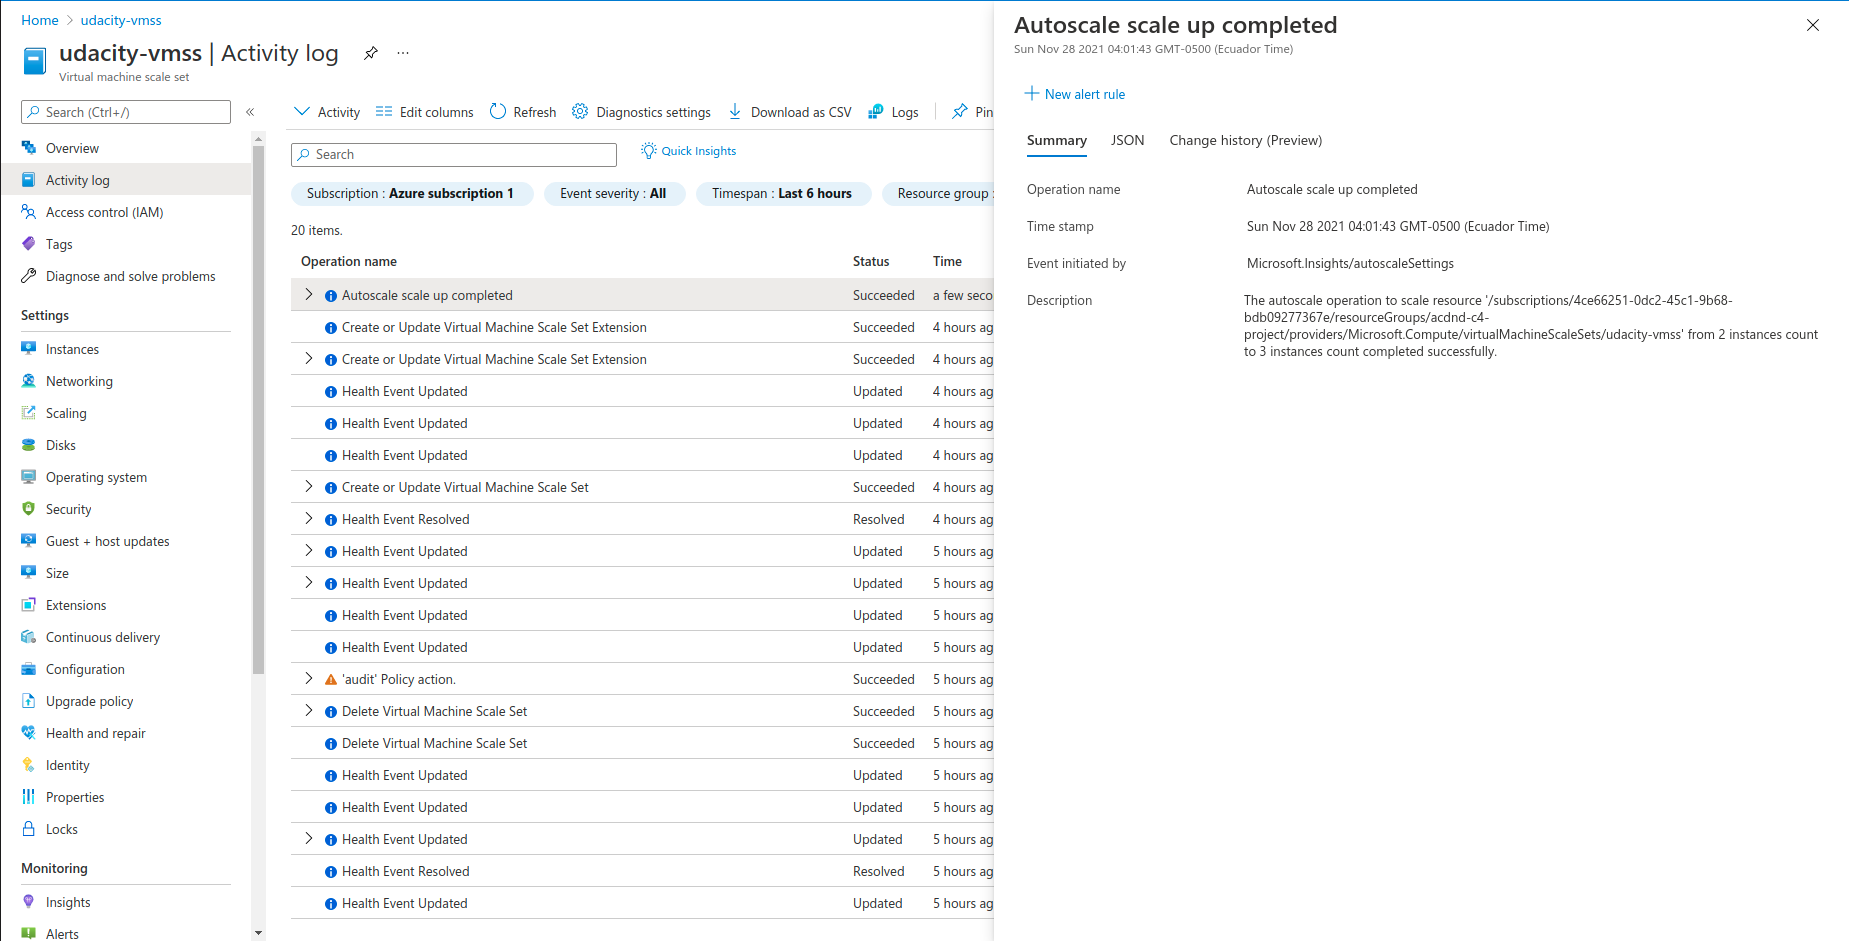 Home > udacity-vmss
udacity-vmss | Activity log
Virtual machine scale set
Search (Ctrl+/)
Overview
Activity log
Access control (IAM)
Tags
Diagnose and solve problems
Settings
Instances
Networking
Scaling
Disks
Operating system
Security
Guest + host updates
Size
Extensions
Continuous delivery
Configuration
Upgrade policy
Health and repair
Identity
Properties
Locks
Monitoring
Insights
Alerts
Activity Edit columns Refresh Diagnostics settings Download as CSV Logs Pin
Search Quick Insights
Subscription : Azure subscription 1 Event severity : All Timespan : Last 6 hours Resource group :
20 items.
Operation name Status Time
Autoscale scale up completed Succeeded a few seco
Create or Update Virtual Machine Scale Set Extension Succeeded 4 hours ag
Create or Update Virtual Machine Scale Set Extension Succeeded 4 hours ag
Health Event Updated Updated 4 hours ag
Health Event Updated Updated 4 hours ag
Health Event Updated Updated 4 hours ag
Create or Update Virtual Machine Scale Set Succeeded 4 hours ag
Health Event Resolved Resolved 4 hours ag
Health Event Updated Updated 5 hours ag
Health Event Updated Updated 5 hours ag
Health Event Updated Updated 5 hours ag
Health Event Updated Updated 5 hours ag
'audit' Policy action. Succeeded 5 hours ag
Delete Virtual Machine Scale Set Succeeded 5 hours ag
Delete Virtual Machine Scale Set Succeeded 5 hours ag
Health Event Updated Updated 5 hours ag
Health Event Updated Updated 5 hours ag
Health Event Updated Updated 5 hours ag
Health Event Resolved Resolved 5 hours ag
Health Event Updated Updated 5 hours ag
Autoscale scale up completed
Sun Nov 28 2021 04:01:43 GMT-0500 (Ecuador Time)
New alert rule
Summary JSON Change history (Preview)
Operation name Autoscale scale up completed
Time stamp Sun Nov 28 2021 04:01:43 GMT-0500 (Ecuador Time)
Event initiated by Microsoft.Insights/autoscaleSettings
Description The autoscale operation to scale resource '/subscriptions/4ce66251-0dc2-45c1-9b68-
bdb09277367e/resourceGroups/acdnd-c4-
project/providers/Microsoft.Compute/virtualMachineScaleSets/udacity-vmss' from 2 instances count
to 3 instances count completed successfully.